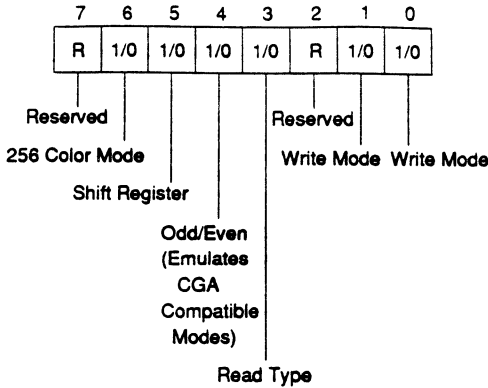 7 6 5 4 3 2 1 0
R 1/0 1/0 1/0 1/0 R 1/0 1/0
Reserved Reserved
256 Color Mode Write Mode Write Mode
Shift Register
Odd/Even
(Emulates
CGA
Compatible
Modes)
Read Type